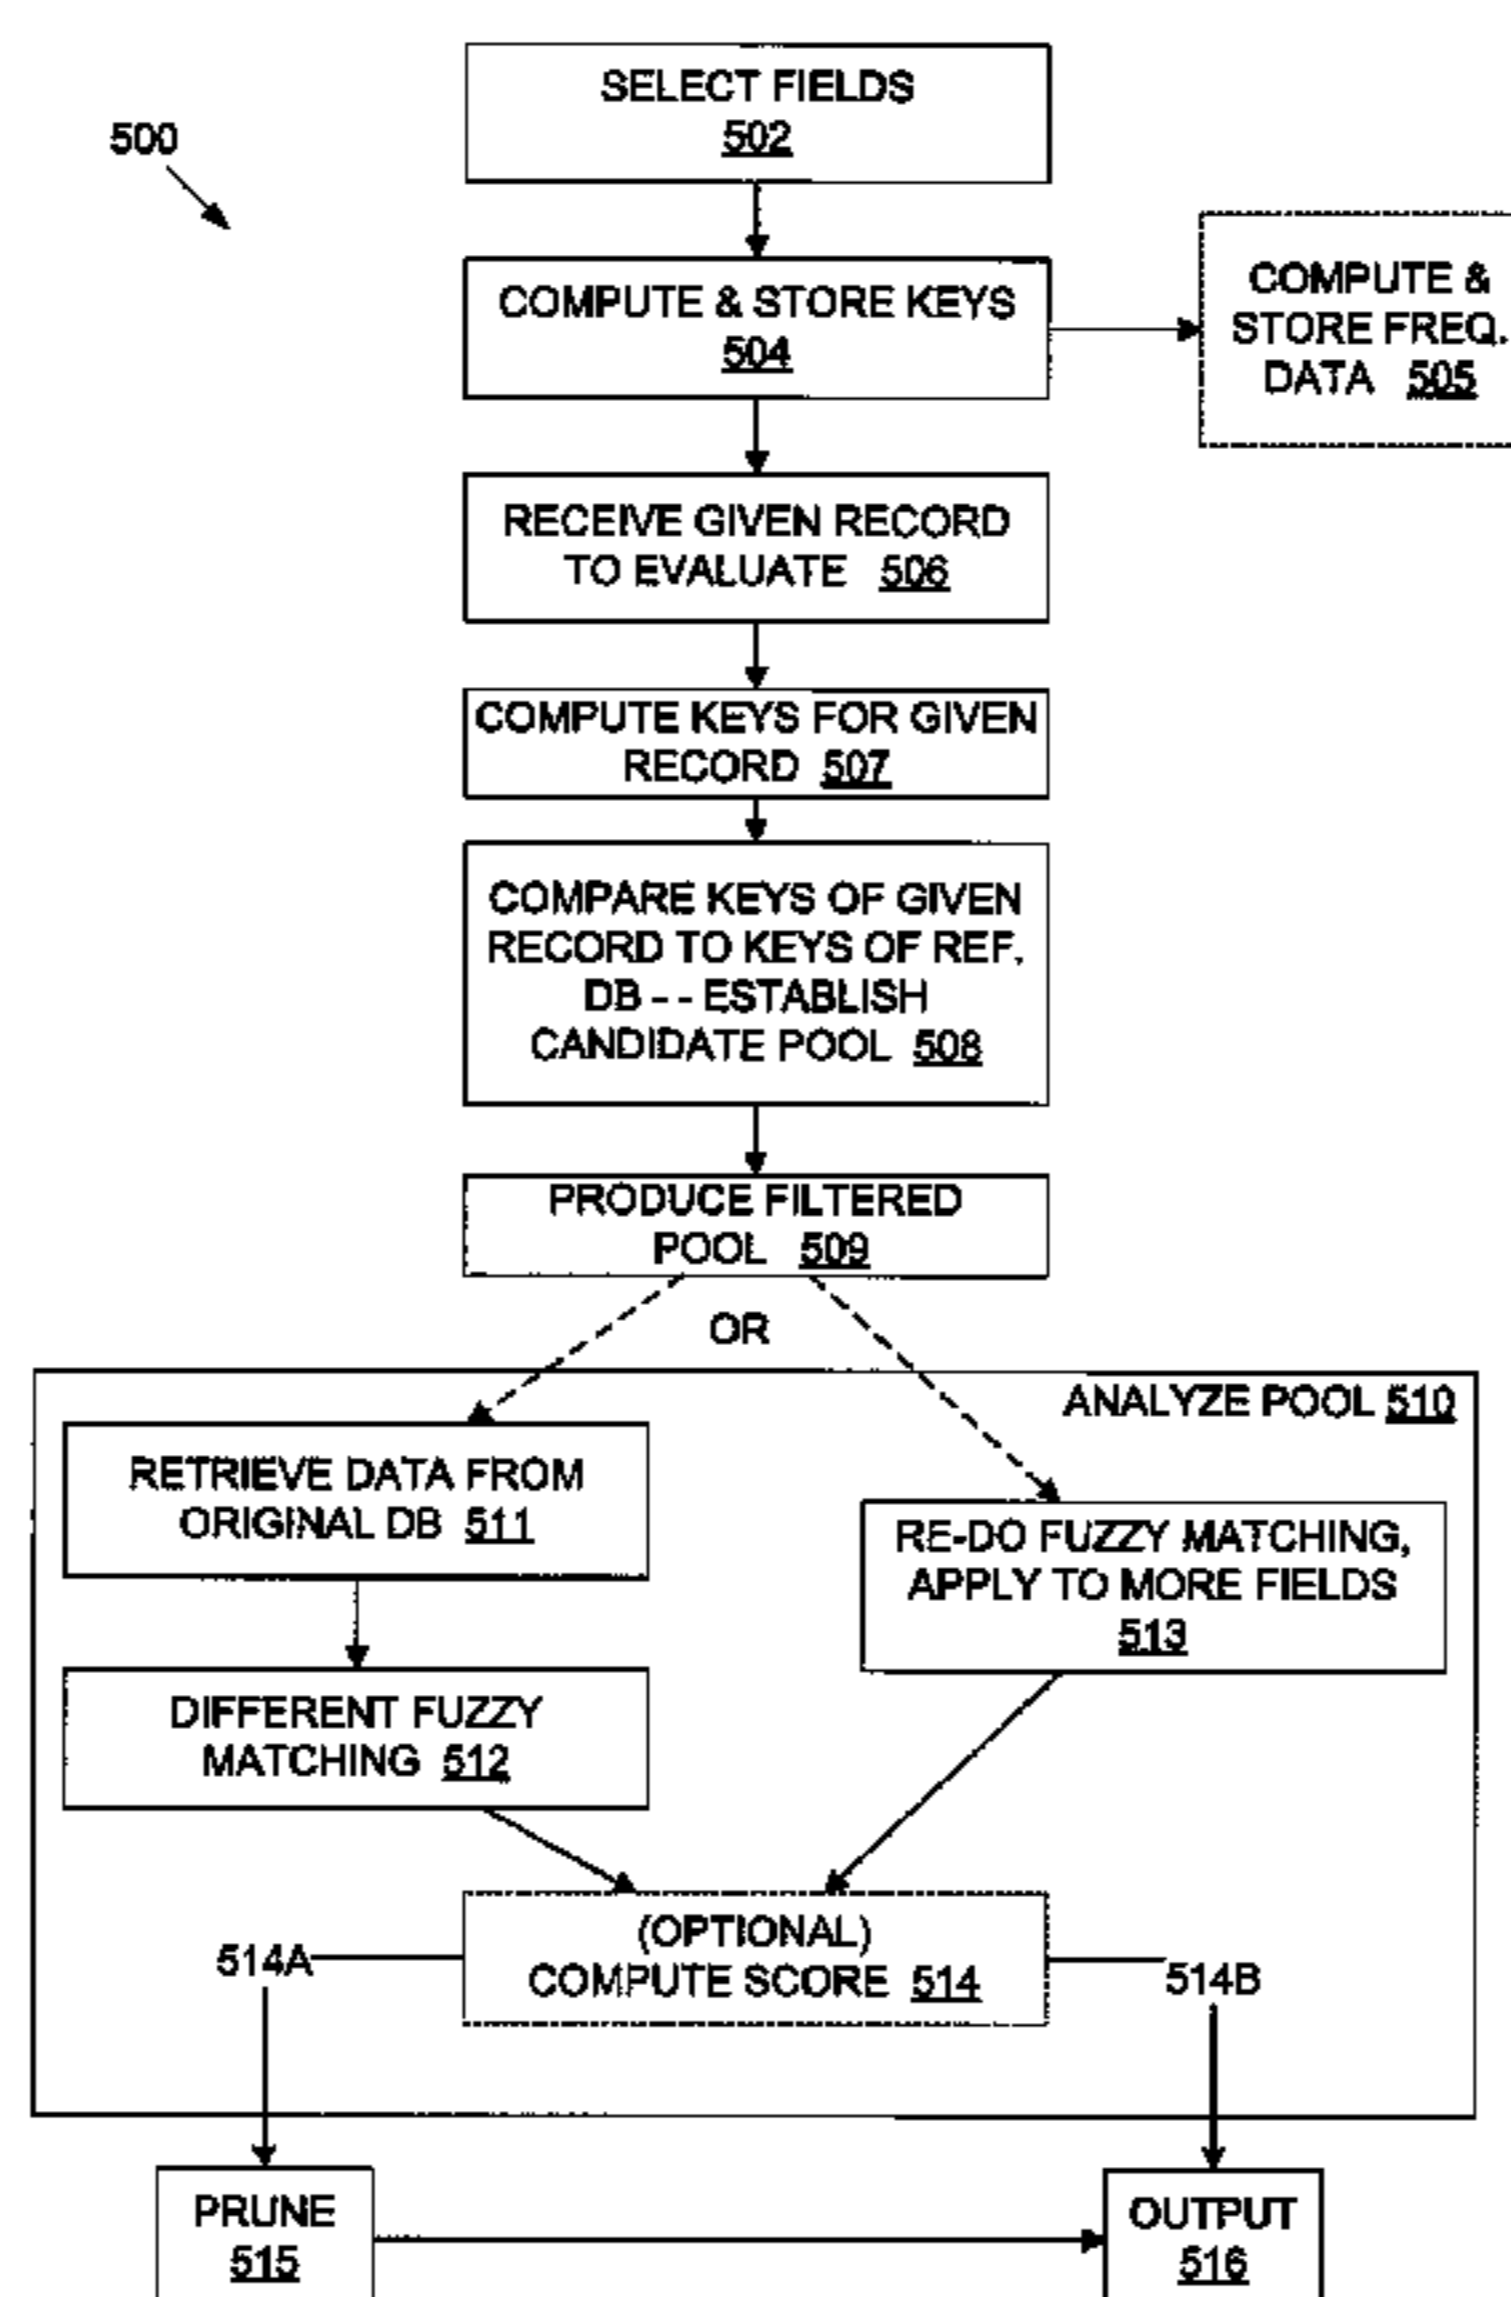 SELECT FIELDS
502
500
COMPUTE & STORE KEYS
504
COMPUTE &
STORE FREQ.
DATA 505
RECEIVE GIVEN RECORD
TO EVALUATE 506
COMPUTE KEYS FOR GIVEN
RECORD 507
COMPARE KEYS OF GIVEN
RECORD TO KEYS OF REF.
DB - - ESTABLISH
CANDIDATE POOL 508
PRODUCE FILTERED
POOL 509
OR
ANALYZE POOL 510
RETRIEVE DATA FROM
ORIGINAL DB 511
RE-DO FUZZY MATCHING,
APPLY TO MORE FIELDS
513
DIFFERENT FUZZY
MATCHING 512
(OPTIONAL)
COMPUTE SCORE 514
514A
514B
PRUNE
515
OUTPUT
516